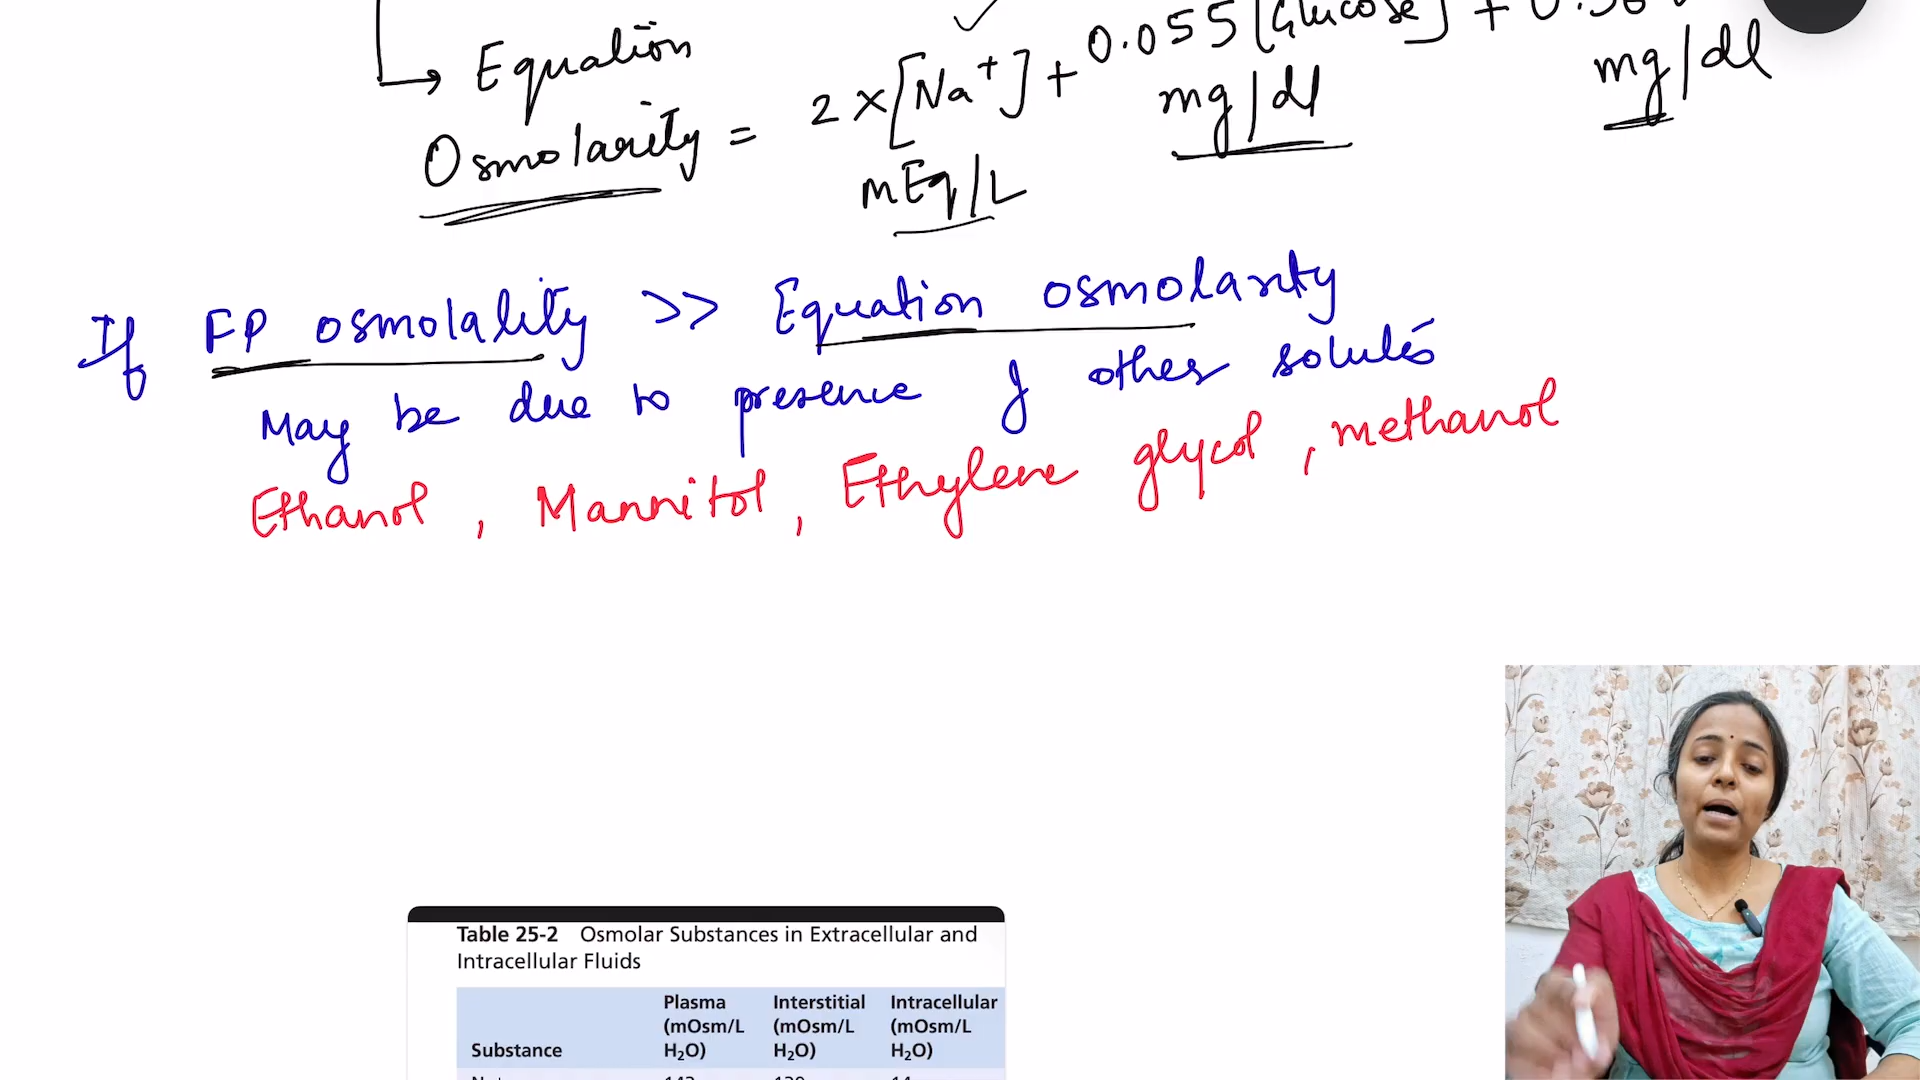 Equation
Osmolarity = 2 x [Na+] + 0.055 [Glucose] +
mEq/L mg/dl mg/dl
If FP osmolality >> Equation osmolarity
May be due to presence of other solutes
Ethanol , Mannitol , Ethylene glycol , methanol
Table 25-2 Osmolar Substances in Extracellular and
Intracellular Fluids
Substance
Plasma
(mOsm/L
H2O)
Interstitial
(mOsm/L
H2O)
Intracellular
(mOsm/L
H2O)